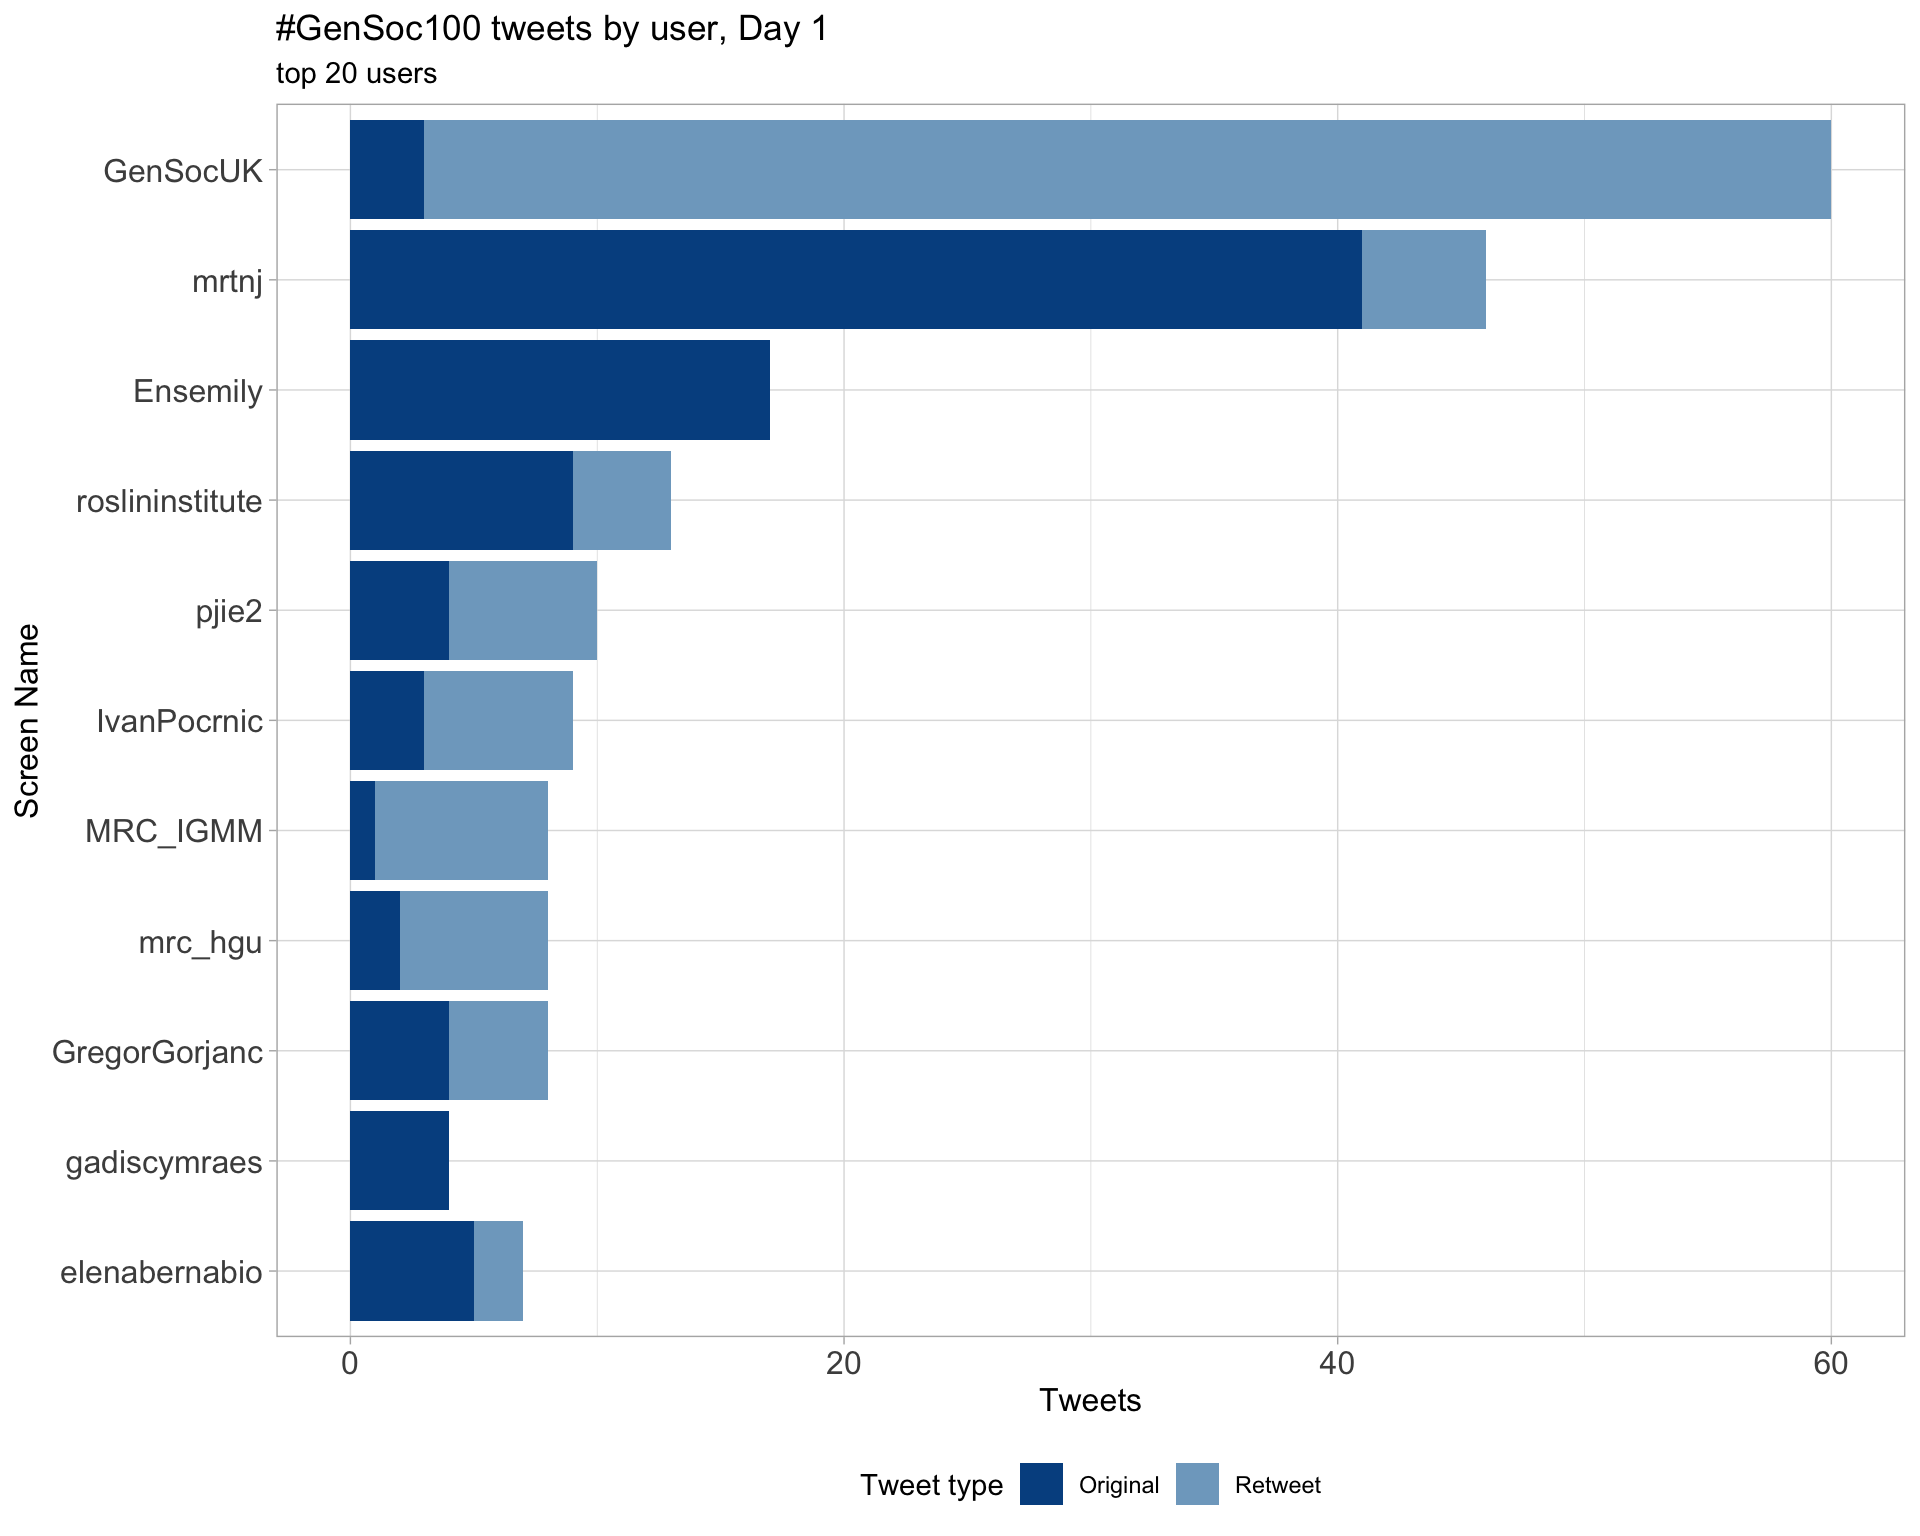 #GenSoc100 tweets by user, Day 1
top 20 users
Screen Name
GenSocUK
mrtnj
Ensemily
roslininstitute
pjie2
IvanPocrnic
MRC_IGMM
mrc_hgu
GregorGorjanc
gadiscymraes
elenabernabio
0 20 40 60
Tweets
Tweet type Original Retweet